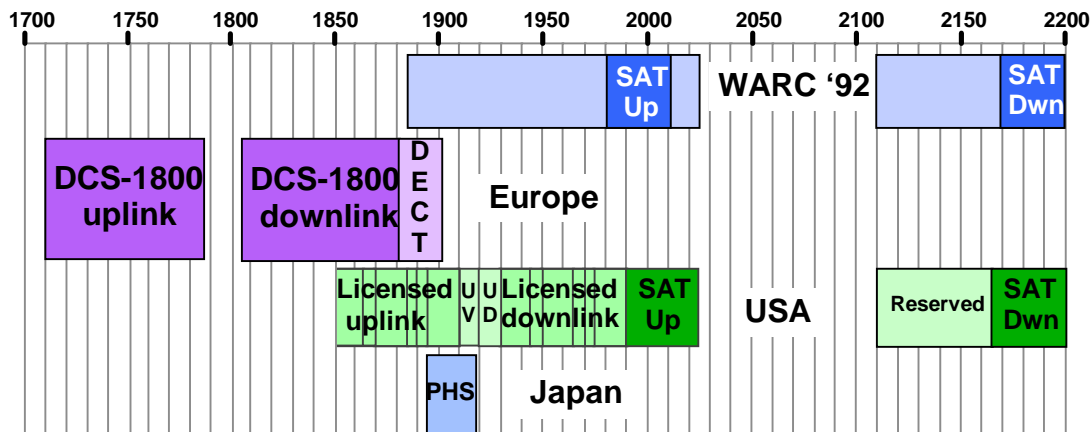 1700 1750 1800 1850 1900 1950 2000 2050 2100 2150 2200
SAT
Up
WARC ‘92
SAT
Dwn
DCS-1800
uplink
DCS-1800
downlink
D
E
C
T
Europe
Licensed
uplink
U
V
U
D
Licensed
downlink
SAT
Up
USA
Reserved
SAT
Dwn
PHS
Japan